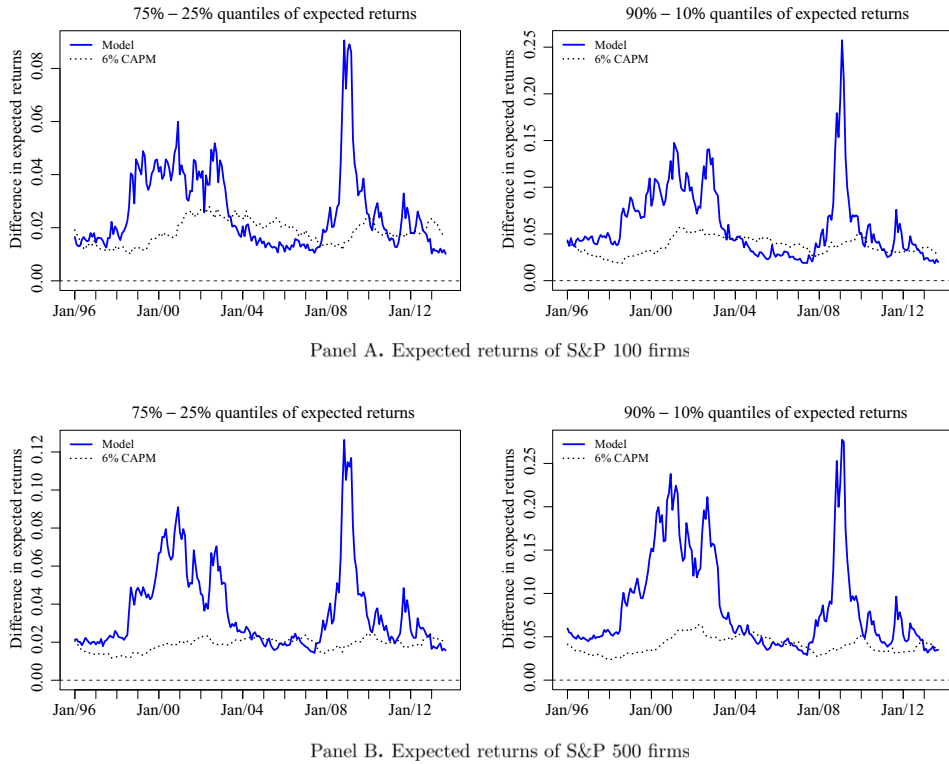 75% − 25% quantiles of expected returns
Difference in expected returns
0.00 0.02 0.04 0.06 0.08
Model
6% CAPM
Jan/96 Jan/00 Jan/04 Jan/08 Jan/12
90% − 10% quantiles of expected returns
Difference in expected returns
0.00 0.05 0.10 0.15 0.20 0.25
Model
6% CAPM
Jan/96 Jan/00 Jan/04 Jan/08 Jan/12
Panel A. Expected returns of S&P 100 firms
75% − 25% quantiles of expected returns
Difference in expected returns
0.00 0.02 0.04 0.06 0.08 0.10 0.12
Model
6% CAPM
Jan/96 Jan/00 Jan/04 Jan/08 Jan/12
90% − 10% quantiles of expected returns
Difference in expected returns
0.00 0.05 0.10 0.15 0.20 0.25
Model
6% CAPM
Jan/96 Jan/00 Jan/04 Jan/08 Jan/12
Panel B. Expected returns of S&P 500 firms